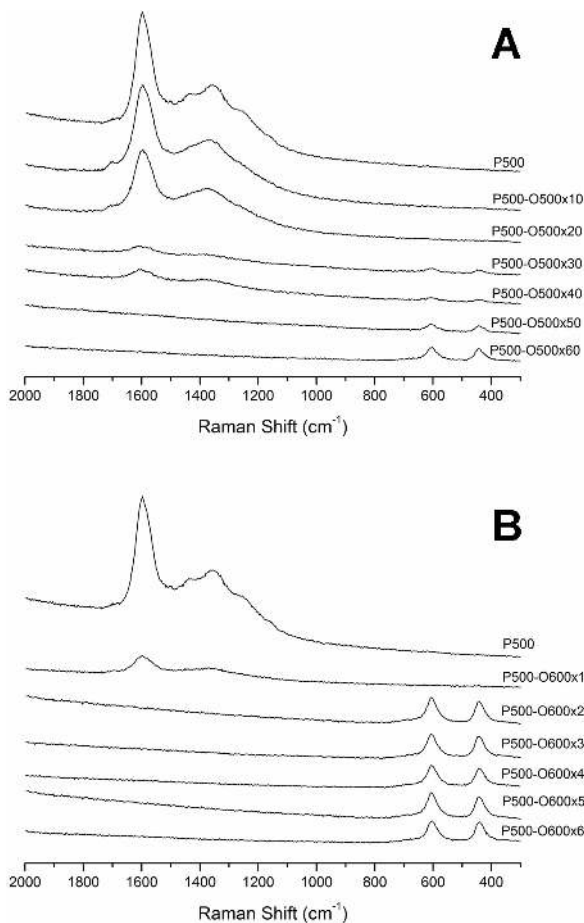 A
P500
P500-O500x10
P500-O500x20
P500-O500x30
P500-O500x40
P500-O500x50
P500-O500x60
2000 1800 1600 1400 1200 1000 800 600 400
Raman Shift (cm⁻¹)
B
P500
P500-O600x1
P500-O600x2
P500-O600x3
P500-O600x4
P500-O600x5
P500-O600x6
2000 1800 1600 1400 1200 1000 800 600 400
Raman Shift (cm⁻¹)